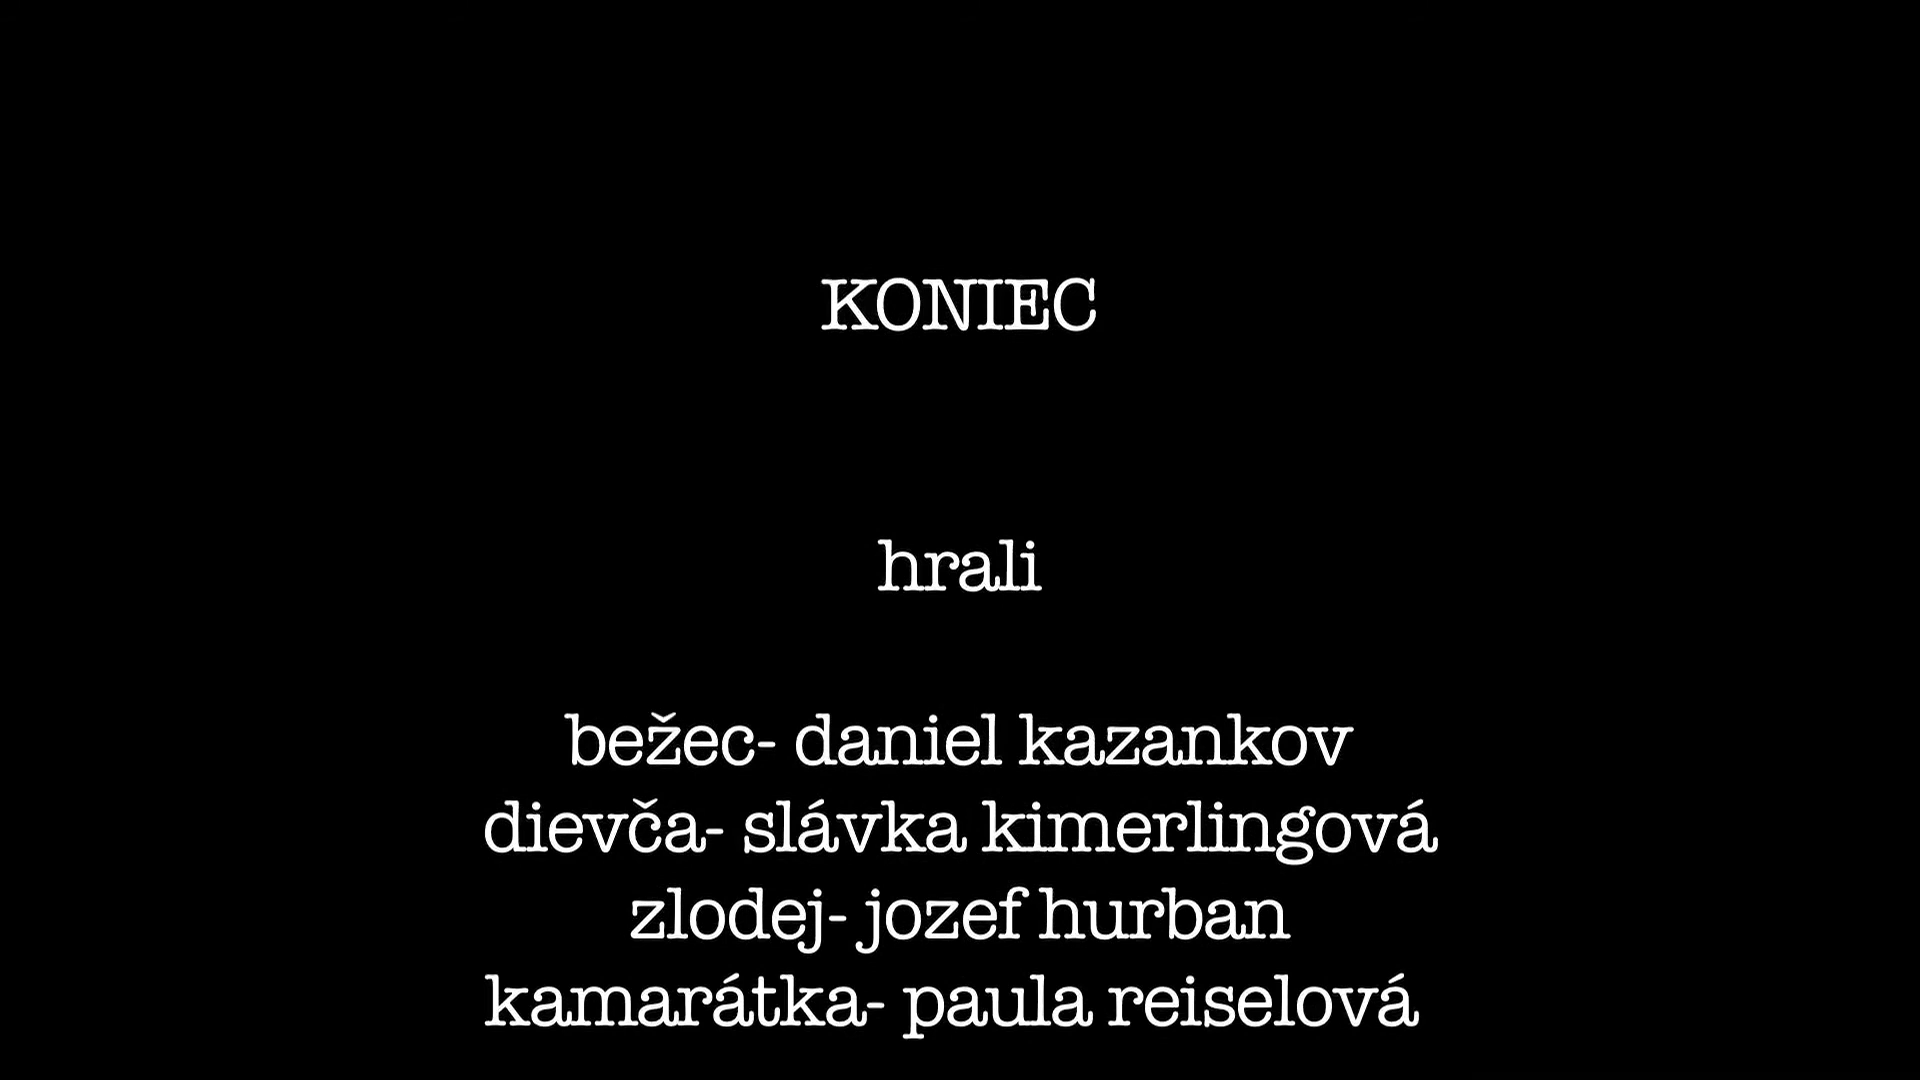 KONIEC
hrali
bežec- daniel kazankov
dievča- slávka kimerlingová
zlodej- jozef hurban
kamarátka- paula reiselová